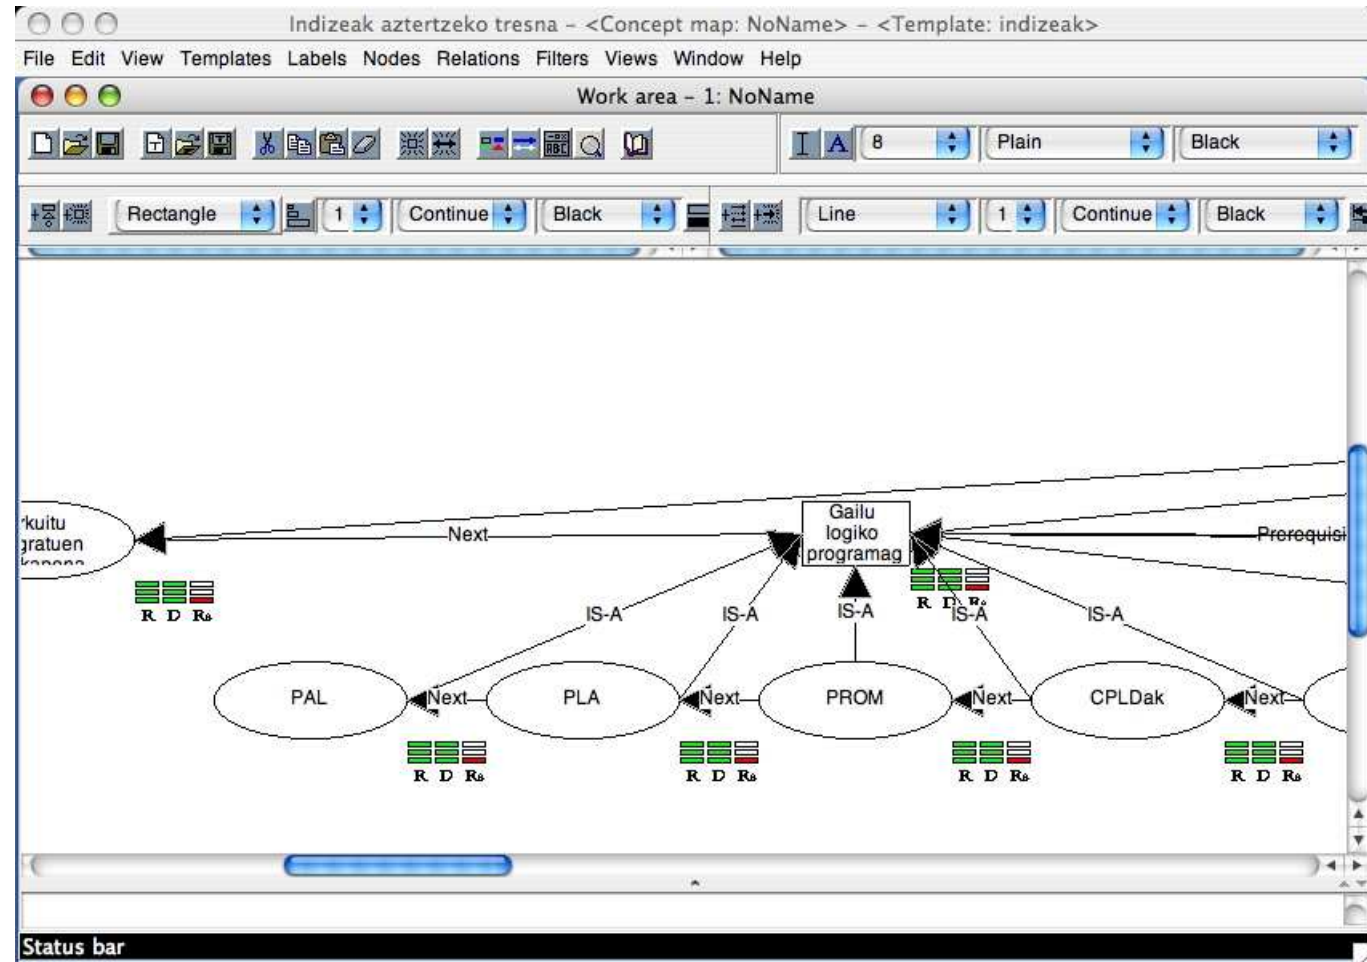 Indizeak aztertzeko tresna – <Concept map: NoName> – <Template: indizeak>
File Edit View Templates Labels Nodes Relations Filters Views Window Help
Work area – 1: NoName
8 Plain Black
Rectangle 1 Continue Black Line 1 Continue Black
rkuitu
gratuen
Next
Gailu
logiko
programag
Prerequisi
R D Rs
R D Rs
IS-A IS-A IS-A IS-A IS-A
PAL Next PLA Next PROM Next CPLDak Next
R D Rs R D Rs R D Rs R D Rs
Status bar